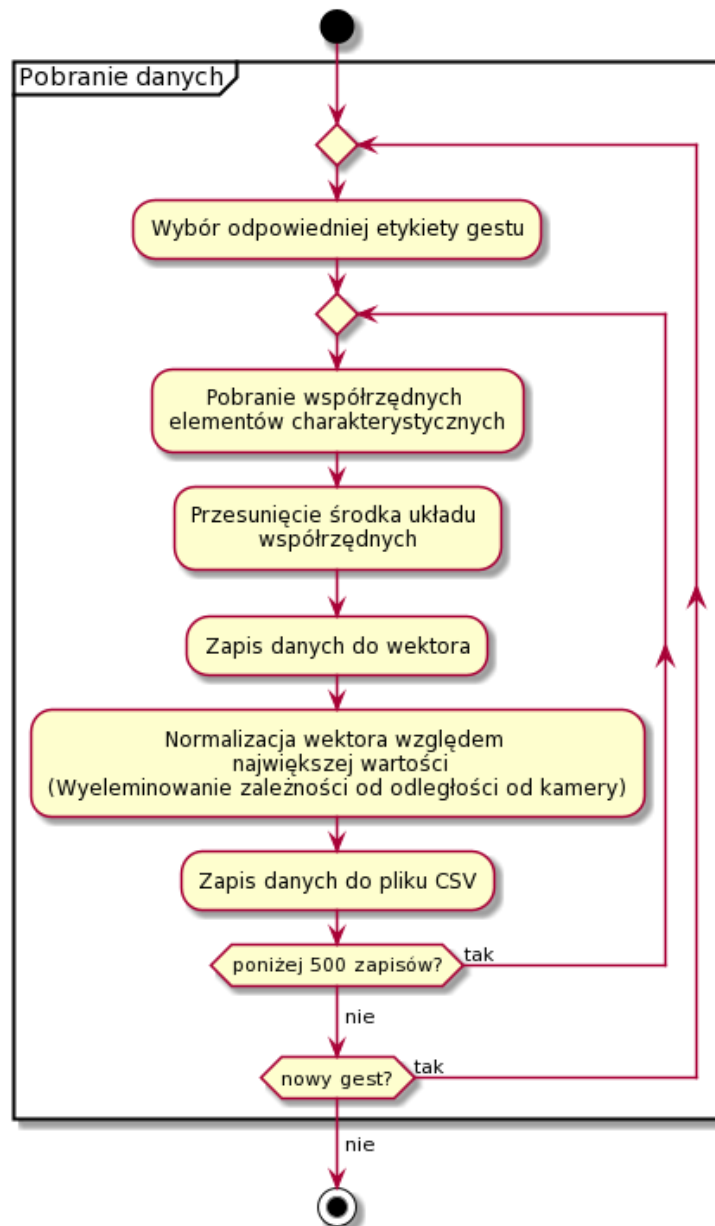 Pobranie danych
Wybór odpowiedniej etykiety gestu
Pobranie współrzędnych
elementów charakterystycznych
Przesunięcie środka układu
współrzędnych
Zapis danych do wektora
Normalizacja wektora względem
największej wartości
(Wyeleminowanie zależności od odległości od kamery)
Zapis danych do pliku CSV
poniżej 500 zapisów?
tak
nie
nowy gest?
tak
nie